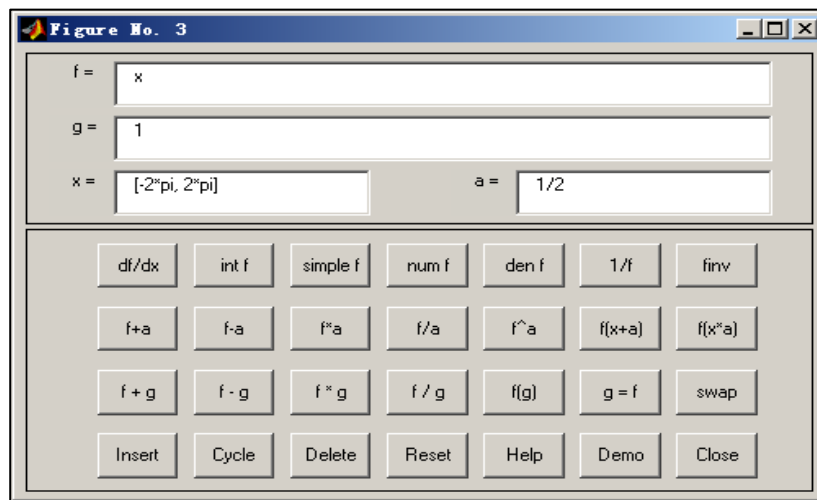 Figure No. 3
f = x
g = 1
x = [-2*pi, 2*pi] a = 1/2
df/dx int f simple f num f den f 1/f finv
f+a f-a f*a f/a f^a f(x+a) f(x*a)
f + g f - g f * g f / g f(g) g = f swap
Insert Cycle Delete Reset Help Demo Close